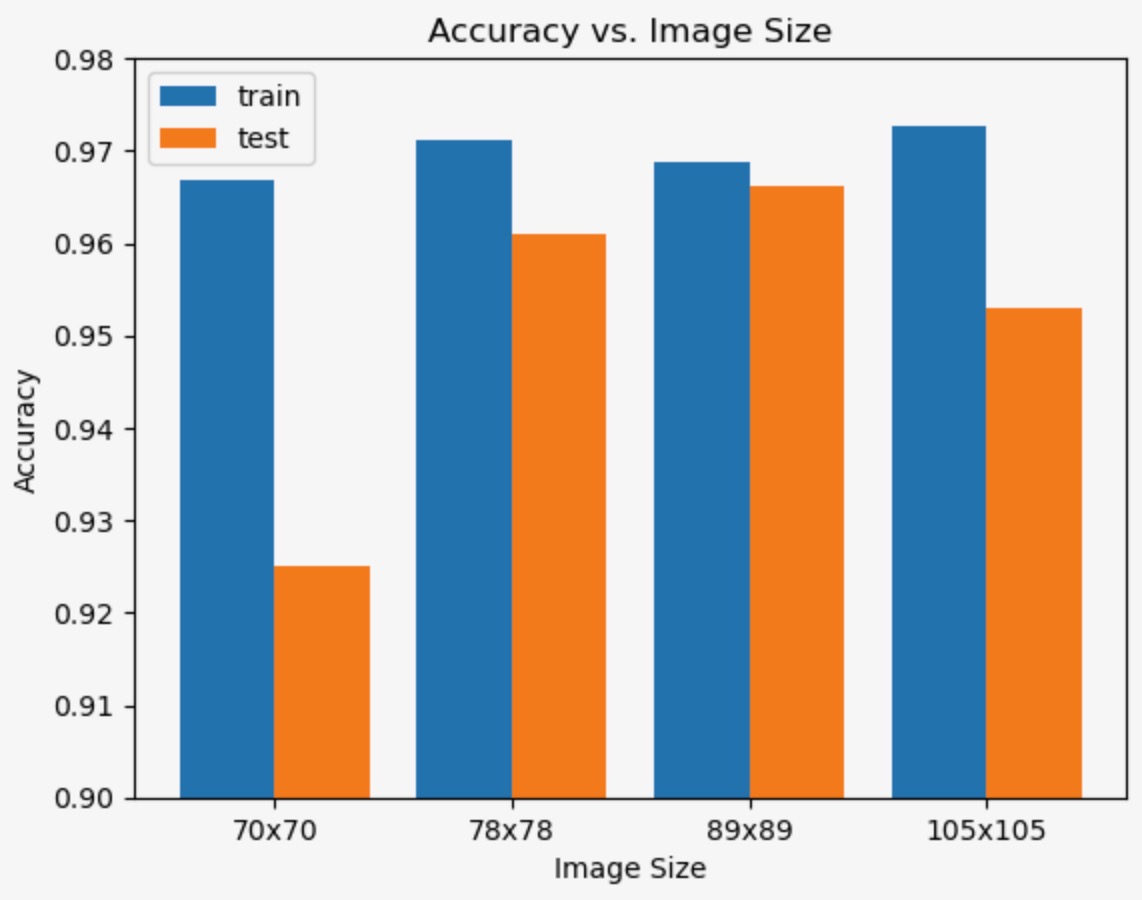 Accuracy vs. Image Size
0.98
train
test
0.97
0.96
0.95
0.94
0.93
0.92
0.91
0.90
Accuracy
70x70 78x78 89x89 105x105
Image Size